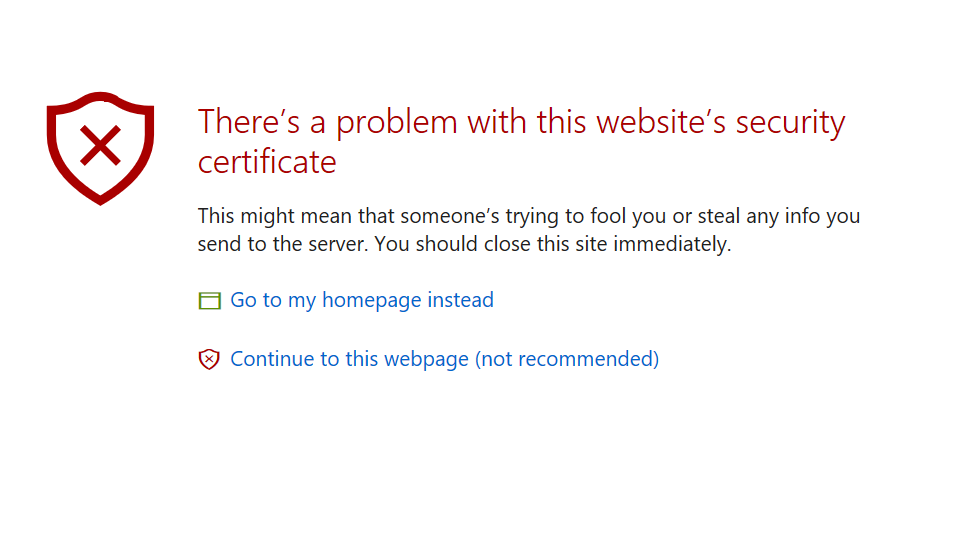 There’s a problem with this website’s security
certificate
This might mean that someone’s trying to fool you or steal any info you
send to the server. You should close this site immediately.
Go to my homepage instead
Continue to this webpage (not recommended)